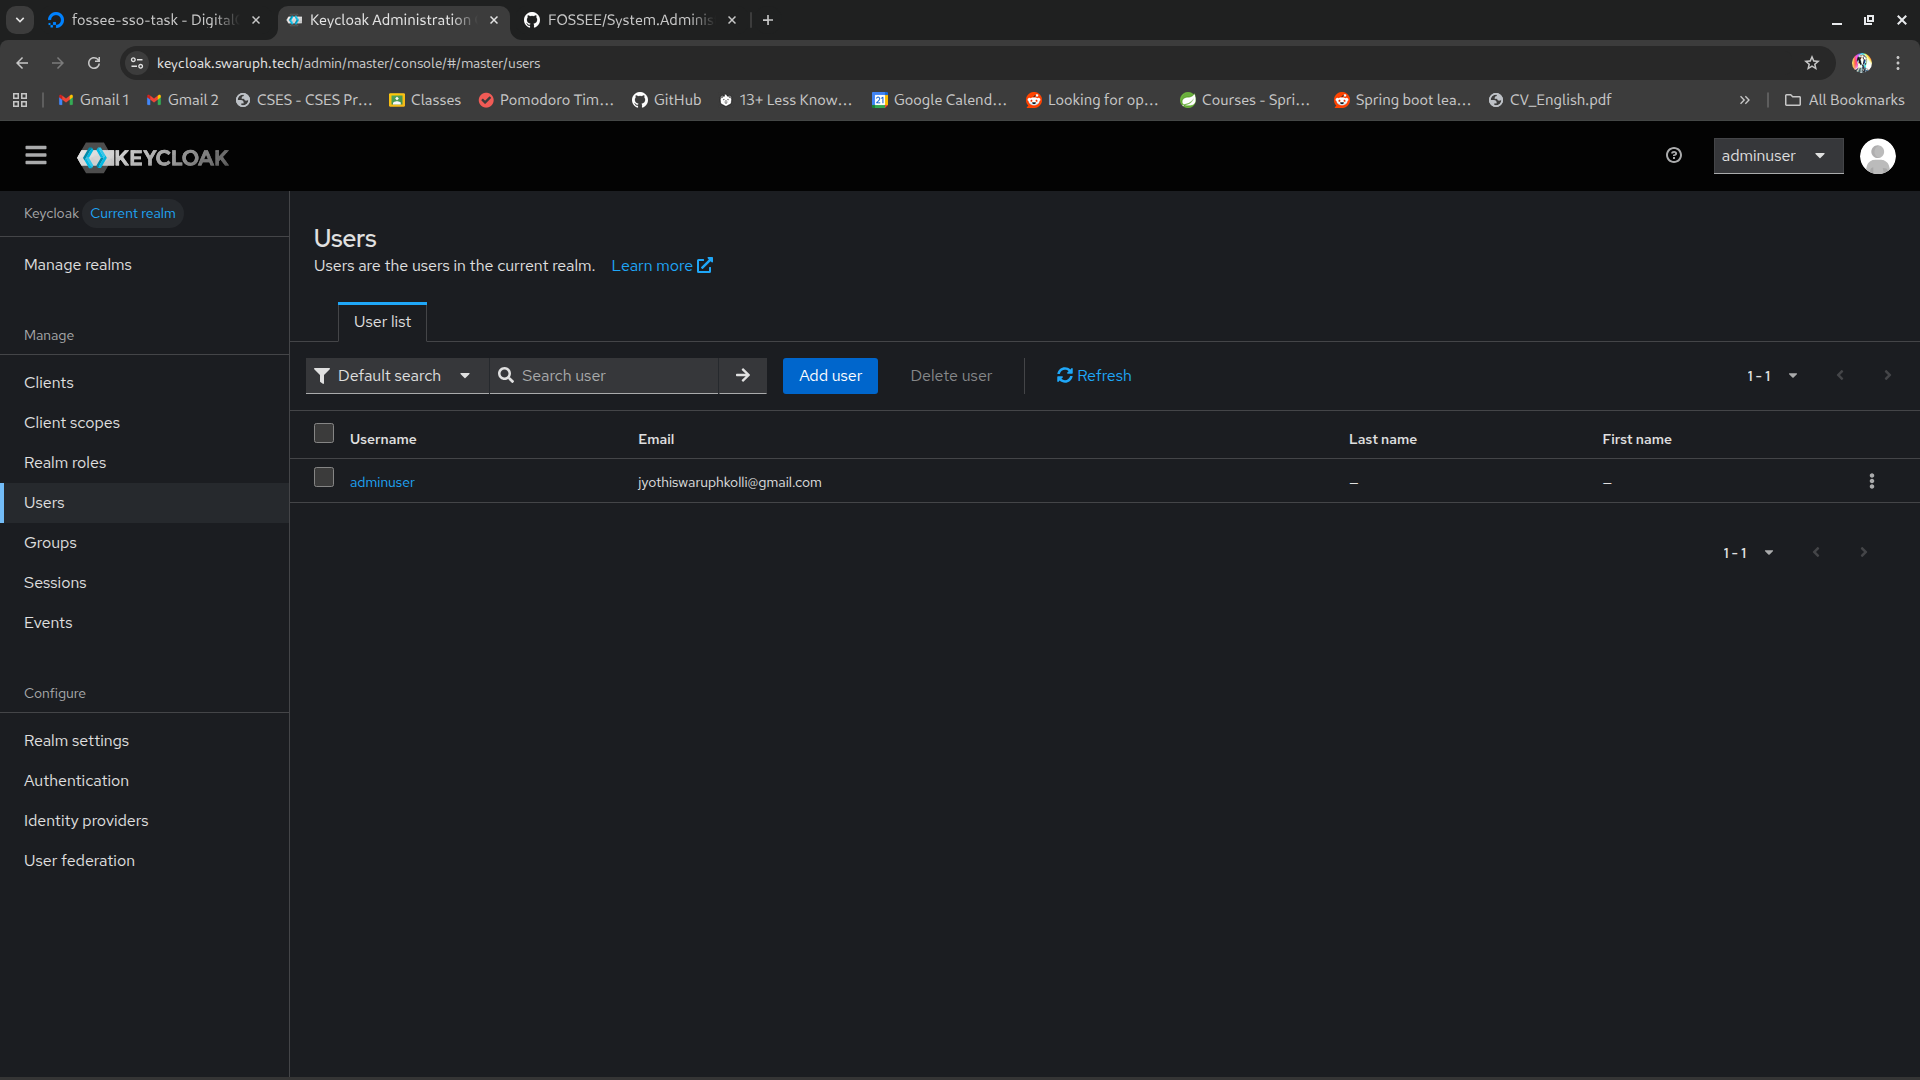 fossee-sso-task - Digital
Keycloak Administration
FOSSEE/System.Adminis
keycloak.swaruph.tech/admin/master/console/#/master/users
Gmail 1
Gmail 2
CSES - CSES Pr...
Classes
Pomodoro Tim...
GitHub
13+ Less Know...
Google Calend...
Looking for op...
Courses - Spri...
Spring boot lea...
CV_English.pdf
All Bookmarks
KEYCLOAK
adminuser
Keycloak Current realm
Manage realms
Manage
Clients
Client scopes
Realm roles
Users
Groups
Sessions
Events
Configure
Realm settings
Authentication
Identity providers
User federation
Users
Users are the users in the current realm. Learn more
User list
Default search
Search user
Add user
Delete user
Refresh
1 - 1
Username Email Last name First name
adminuser jyothiswaruphkolli@gmail.com — —
1 - 1